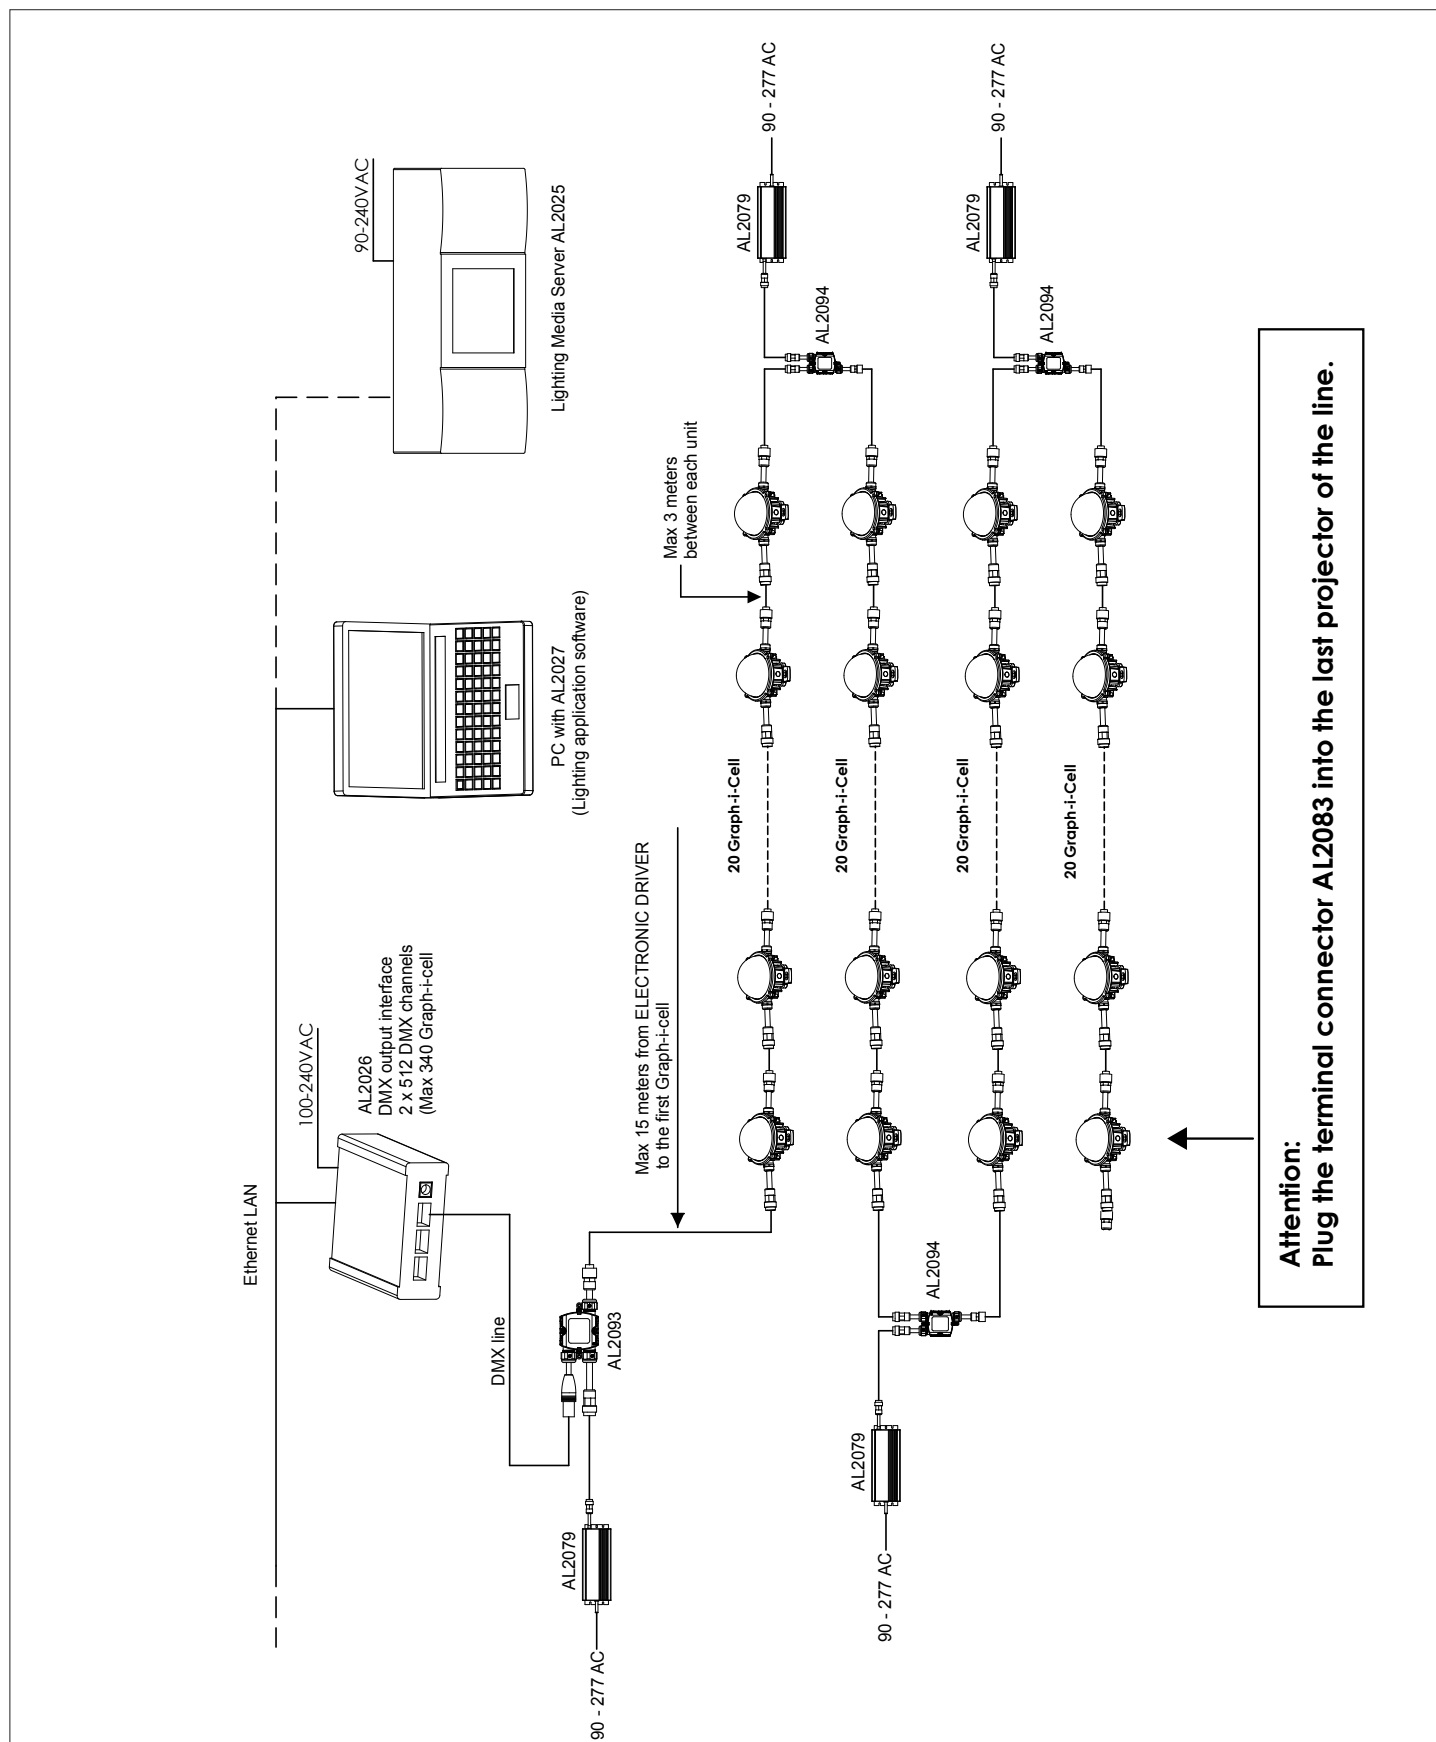 Ethernet LAN
100-240VAC
AL2026
DMX output interface
2 x 512 DMX channels
(Max 340 Graph-i-cell
PC with AL2027
(Lighting application software)
90-240VAC
Lighting Media Server AL2025
DMX line
AL2093
AL2079
90 - 277 AC
Max 15 meters from ELECTRONIC DRIVER
to the first Graph-i-cell
Max 3 meters
between each unit
20 Graph-i-Cell
AL2079
90 - 277 AC
AL2094
20 Graph-i-Cell
90 - 277 AC
AL2079
AL2094
20 Graph-i-Cell
AL2079
90 - 277 AC
AL2094
20 Graph-i-Cell
Attention:
Plug the terminal connector AL2083 into the last projector of the line.